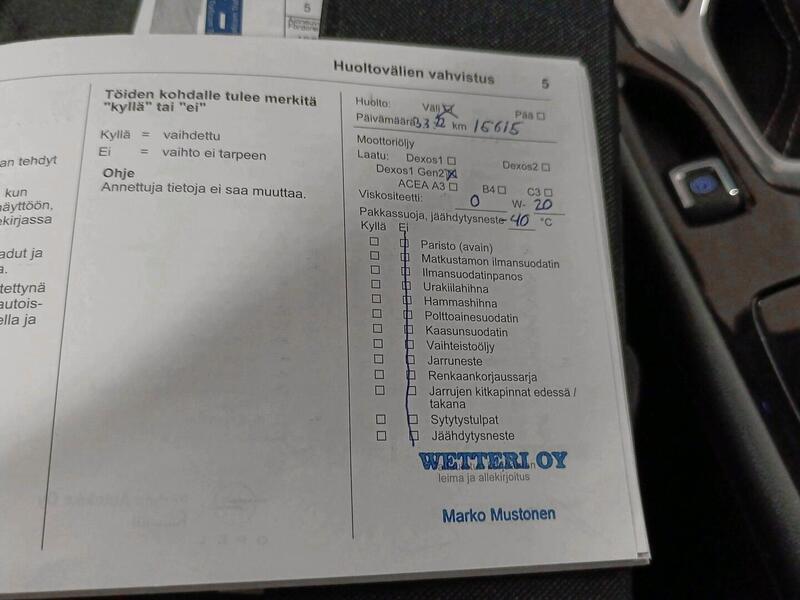 5
Huoltovälien vahvistus 5
an tehdyt
kun
näyttöön,
ekirjassa
adut ja
a.
tettynä
autois-
ella ja
Töiden kohdalle tulee merkitä
"kyllä" tai "ei"
Kyllä = vaihdettu
Ei = vaihto ei tarpeen
Ohje
Annettuja tietoja ei saa muuttaa.
Huolto: Väli Pää
Päivämäärä km 15615
Moottoriöljy
Laatu: Dexos1 Dexos2
Dexos1 Gen2
ACEA A3 B4 C3
Viskositeetti: 0 W- 20
Pakkassuoja, jäähdytysneste -40 °C
Kyllä Ei
Paristo (avain)
Matkustamon ilmansuodatin
Ilmansuodatinpanos
Urakiilahihna
Hammashihna
Polttoainesuodatin
Kaasunsuodatin
Vaihteistoöljy
Jarruneste
Renkaankorjaussarja
Jarrujen kitkapinnat edessä /
takana
Sytytystulpat
Jäähdytysneste
WETTERI OY
leima ja allekirjoitus
Marko Mustonen